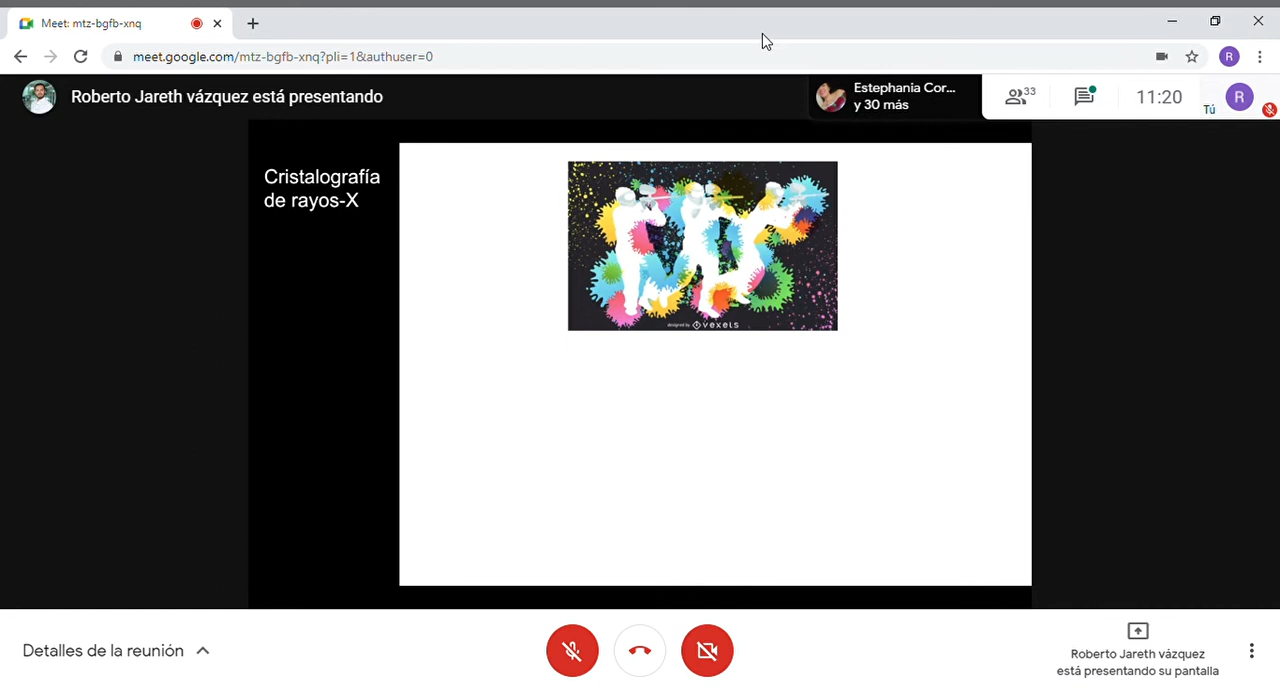 Meet: mtz-bgfb-xnq
meet.google.com/mtz-bgfb-xnq?pli=1&authuser=0
R
Roberto Jareth vázquez está presentando
Estephania Cor...
y 30 más
33
11:20
Tú
R
Cristalografía
de rayos-X
designed by vexels
Detalles de la reunión
Roberto Jareth vázquez
está presentando su pantalla